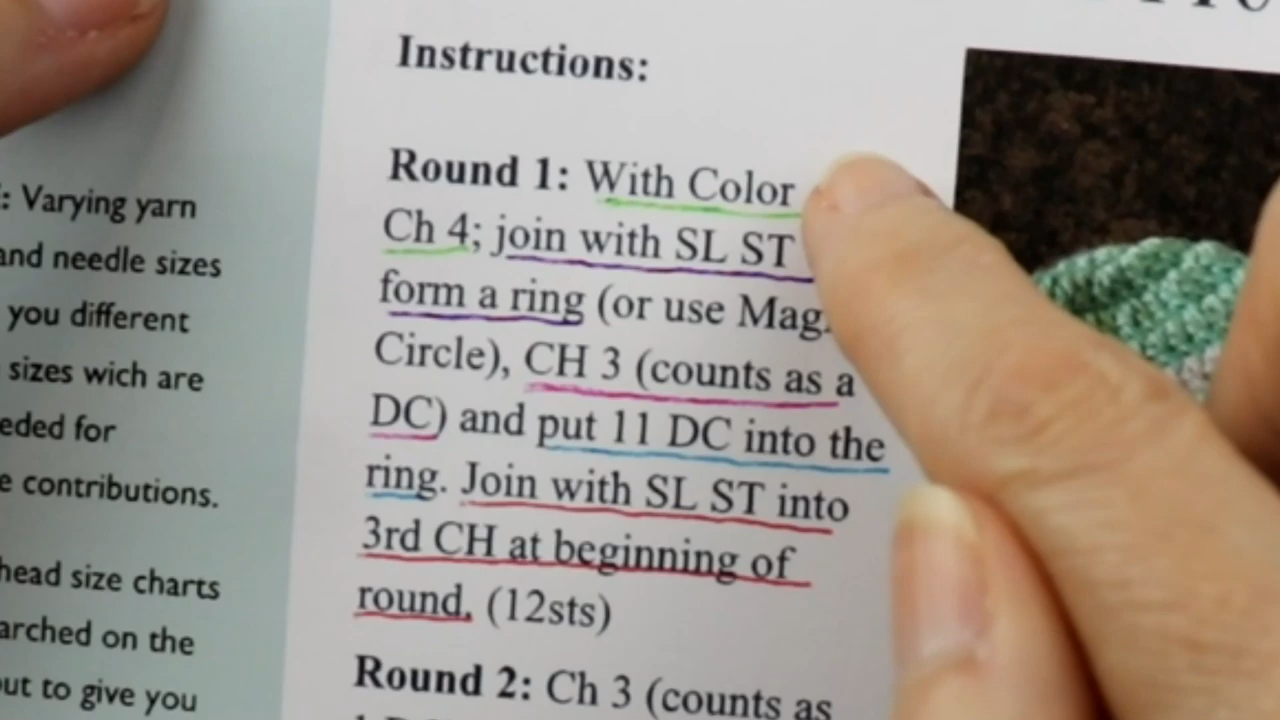 Instructions:
Round 1: With Color
Ch 4; join with SL ST
form a ring (or use
Circle), CH 3 (counts as a
DC) and put 11 DC into the
ring. Join with SL ST into
3rd CH at beginning of
round. (12sts)
Round 2: Ch 3 (counts as
: Varying yarn
and needle sizes
you different
sizes wich are
for
contributions.
head size charts
on the
to give you